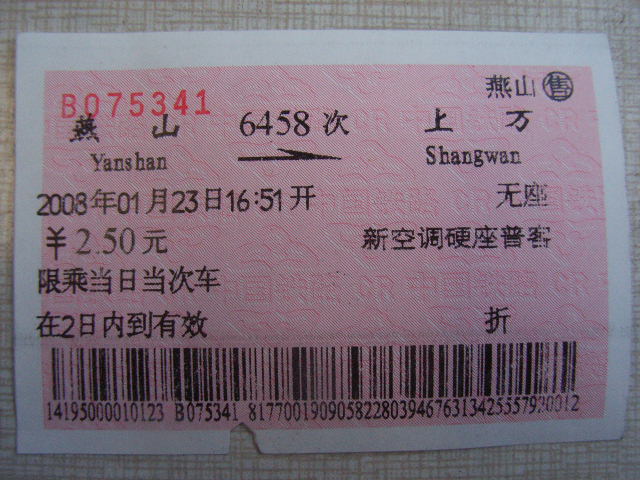 燕山 售
B075341
燕 山 6458次 上 万
Yanshan Shangwan
2008年01月23日16:51开 无座
￥2.50元 新空调硬座普客
限乘当日当次车
在2日内到有效 折
14195000010123 B075341